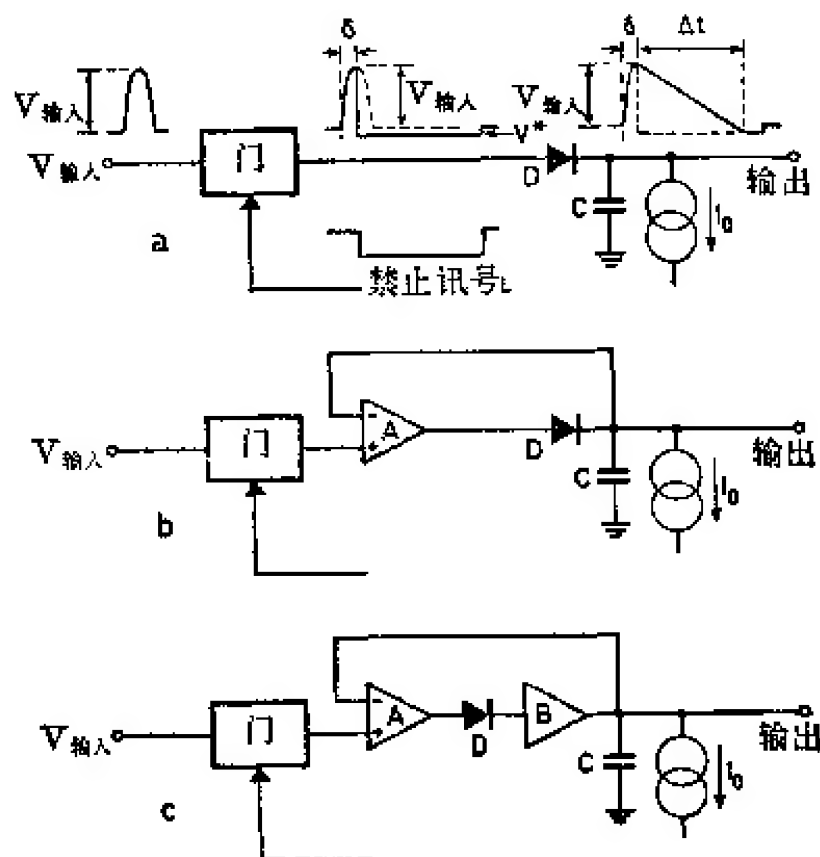 δ
δ Δt
V输入
V输入
V输入
V*
V输入 门 D C I₀ 输出
a
禁止讯号
V输入 门 - + A D C I₀ 输出
b
V输入 门 - + A D B C I₀ 输出
c